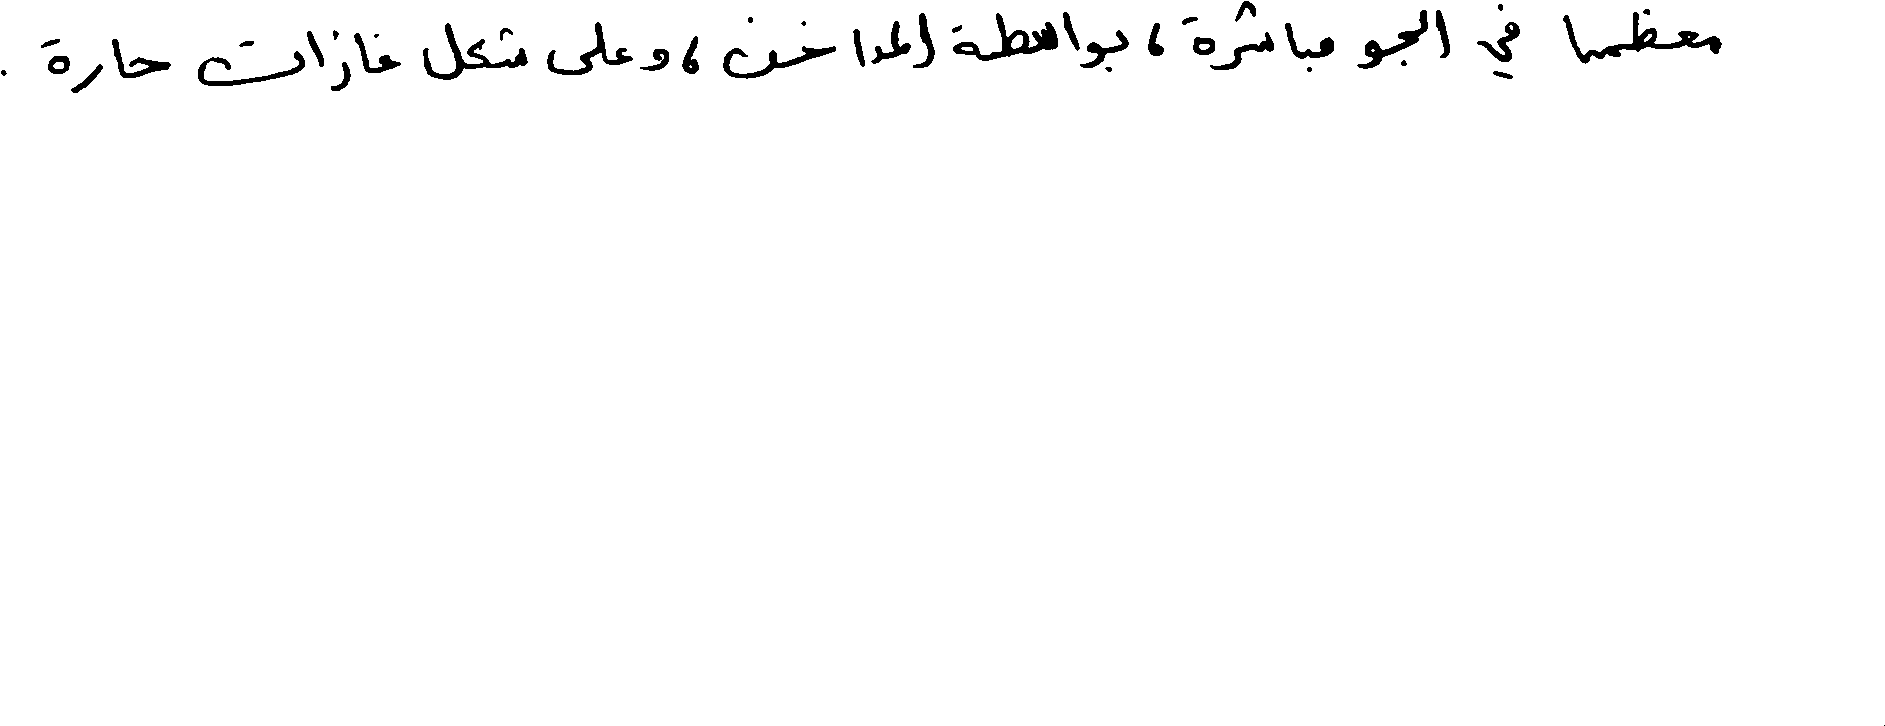 معظمها في الجو مباشرة ، بواسطة المداخن ، وعلى شكل غازات حارة .